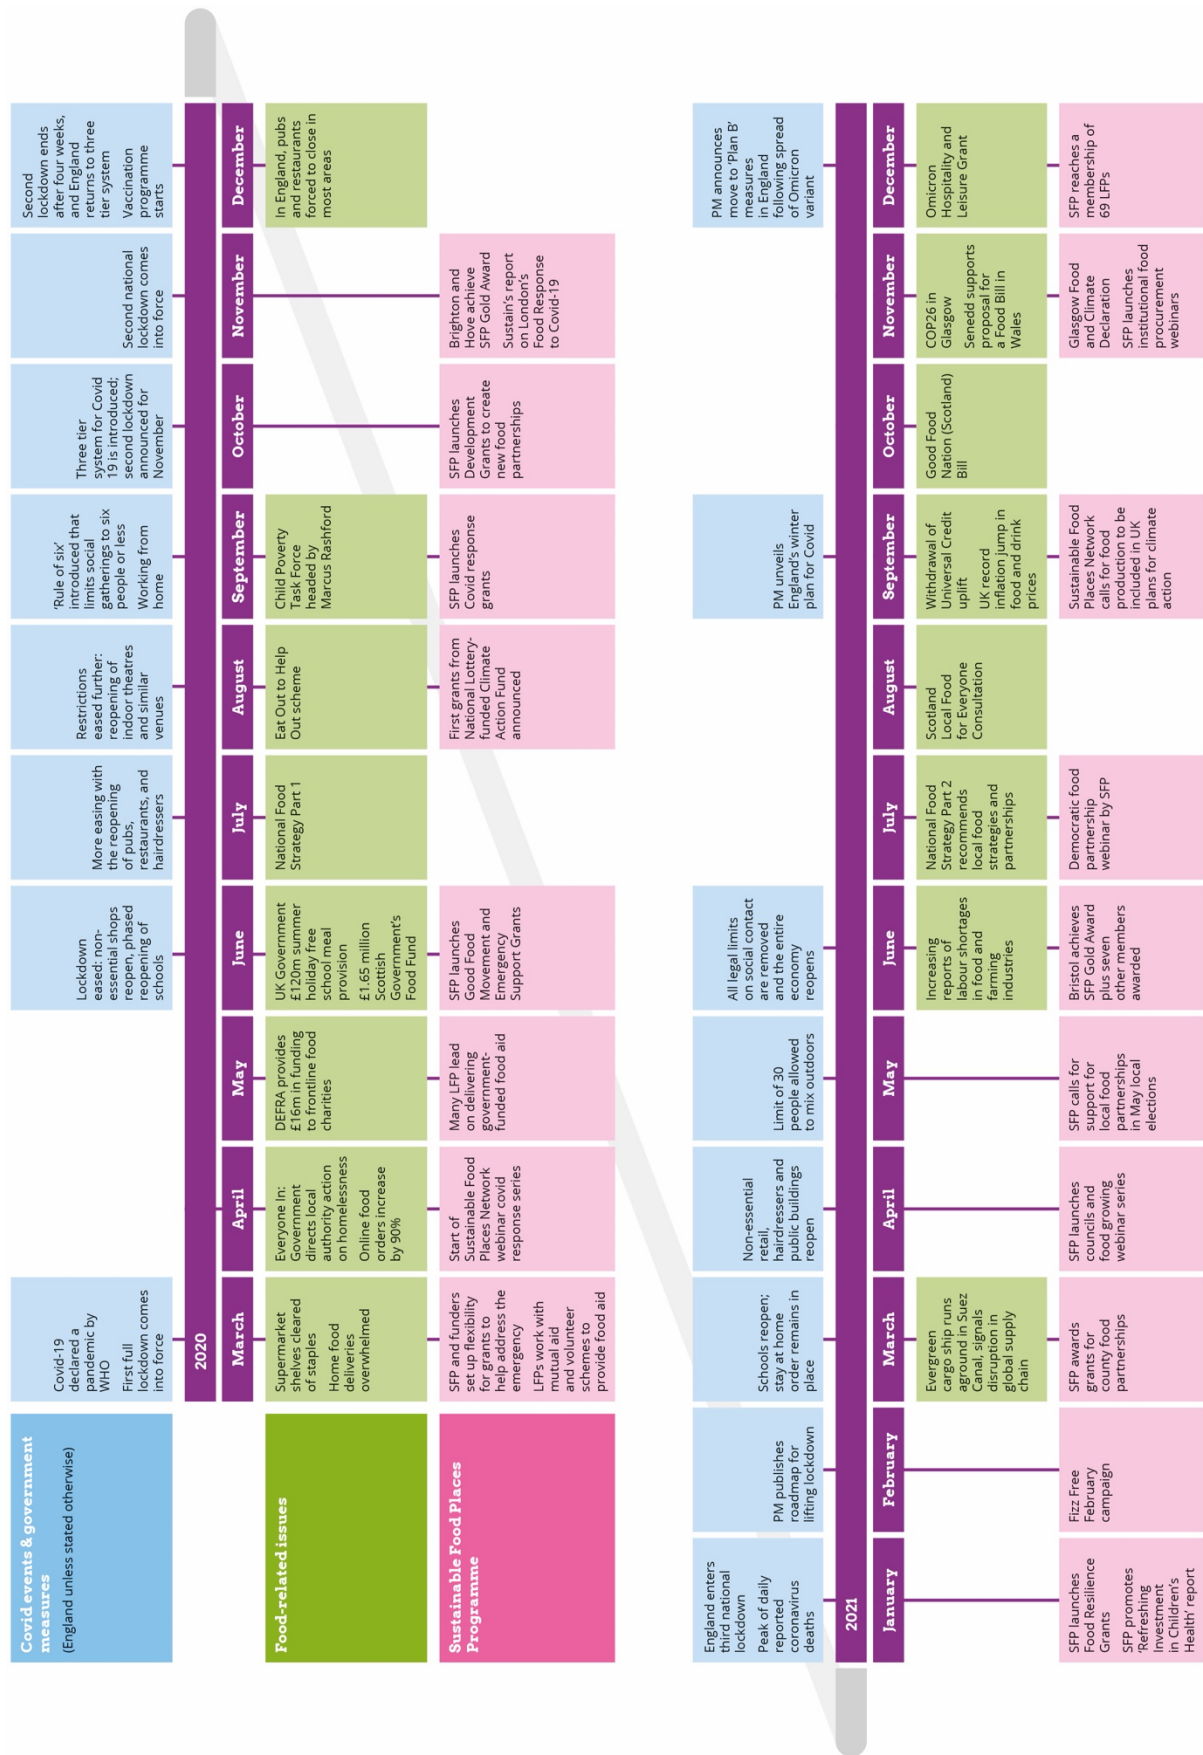 Covid events & government
measures
(England unless stated otherwise)
Covid-19
declared a
pandemic by
WHO
First full
lockdown comes
into force
Lockdown
eased: non-
essential shops
reopen, phased
reopening of
schools
More easing with
the reopening
of pubs,
restaurants, and
hairdressers
Restrictions
eased further:
reopening of
indoor theatres
and similar
venues
‘Rule of six’
introduced that
limits social
gatherings to six
people or less
Working from
home
Three tier
system for Covid
19 is introduced;
second lockdown
announced for
November
Second national
lockdown comes
into force
Second
lockdown ends
after four weeks,
and England
returns to three
tier system
Vaccination
programme
starts
2020
March
April
May
June
July
August
September
October
November
December
Food-related issues
Supermarket
shelves cleared
of staples
Home food
deliveries
overwhelmed
Everyone In:
Government
directs local
authority action
on homelessness
Online food
orders increase
by 90%
DEFRA provides
£16m in funding
to frontline food
charities
UK Government
£120m summer
holiday free
school meal
provision
£1.65 million
Scottish
Government’s
Food Fund
National Food
Strategy Part 1
Eat Out to Help
Out scheme
Child Poverty
Task Force
headed by
Marcus Rashford
In England, pubs
and restaurants
forced to close in
most areas
Sustainable Food Places
Programme
SFP and funders
set up flexibility
for grants to
help address the
emergency
LFPs work with
mutual aid
and volunteer
schemes to
provide food aid
Start of
Sustainable Food
Places Network
webinar covid
response series
Many LFP lead
on delivering
government-
funded food aid
SFP launches
Good Food
Movement and
Emergency
Support Grants
First grants from
National Lottery-
funded Climate
Action Fund
announced
SFP launches
Covid response
grants
SFP launches
Development
Grants to create
new food
partnerships
Brighton and
Hove achieve
SFP Gold Award
Sustain’s report
on London’s
Food Response
to Covid-19
England enters
third national
lockdown
Peak of daily
reported
coronavirus
deaths
PM publishes
roadmap for
lifting lockdown
Schools reopen;
stay at home
order remains in
place
Non-essential
retail,
hairdressers and
public buildings
reopen
Limit of 30
people allowed
to mix outdoors
All legal limits
on social contact
are removed
and the entire
economy
reopens
PM unveils
England’s winter
plan for Covid
PM announces
move to ‘Plan B’
measures
in England
following spread
of Omicron
variant
2021
January
February
March
April
May
June
July
August
September
October
November
December
Evergreen
cargo ship runs
aground in Suez
Canal, signals
disruption in
global supply
chain
Increasing
reports of
labour shortages
in food and
farming
industries
National Food
Strategy Part 2
recommends
local food
strategies and
partnerships
Scotland
Local Food
for Everyone
Consultation
Withdrawal of
Universal Credit
uplift
UK record
inflation jump in
food and drink
prices
Good Food
Nation (Scotland)
Bill
COP26 in
Glasgow
Senedd supports
proposal for
a Food Bill in
Wales
Omicron
Hospitality and
Leisure Grant
SFP launches
Food Resilience
Grants
SFP promotes
‘Refreshing
Investment
in Children’s
Health’ report
Fizz Free
February
campaign
SFP awards
grants for
county food
partnerships
SFP launches
councils and
food growing
webinar series
SFP calls for
support for
local food
partnerships
in May local
elections
Bristol achieves
SFP Gold Award
plus seven
other members
awarded
Democratic food
partnership
webinar by SFP
Sustainable Food
Places Network
calls for food
production to be
included in UK
plans for climate
action
Glasgow Food
and Climate
Declaration
SFP launches
institutional food
procurement
webinars
SFP reaches a
membership of
69 LFPs